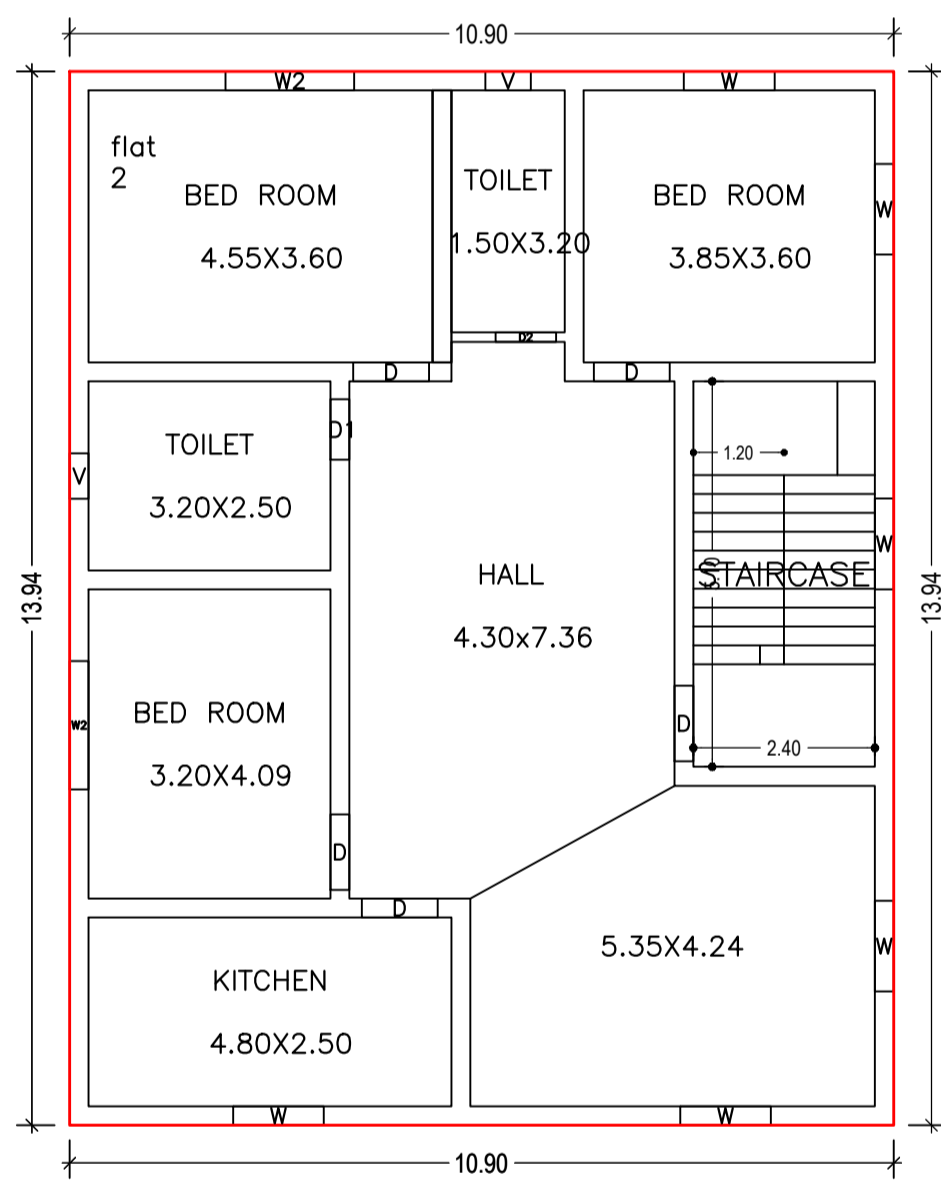 10.90
W2
V
W
flat
2
BED ROOM
4.55X3.60
TOILET
1.50X3.20
BED ROOM
3.85X3.60
W
D2
D
D
D1
TOILET
3.20X2.50
V
1.20
W
STAIRCASE
13.94
HALL
4.30x7.36
13.94
BED ROOM
3.20X4.09
W2
D
2.40
D
D
5.35X4.24
W
KITCHEN
4.80X2.50
W
W
10.90